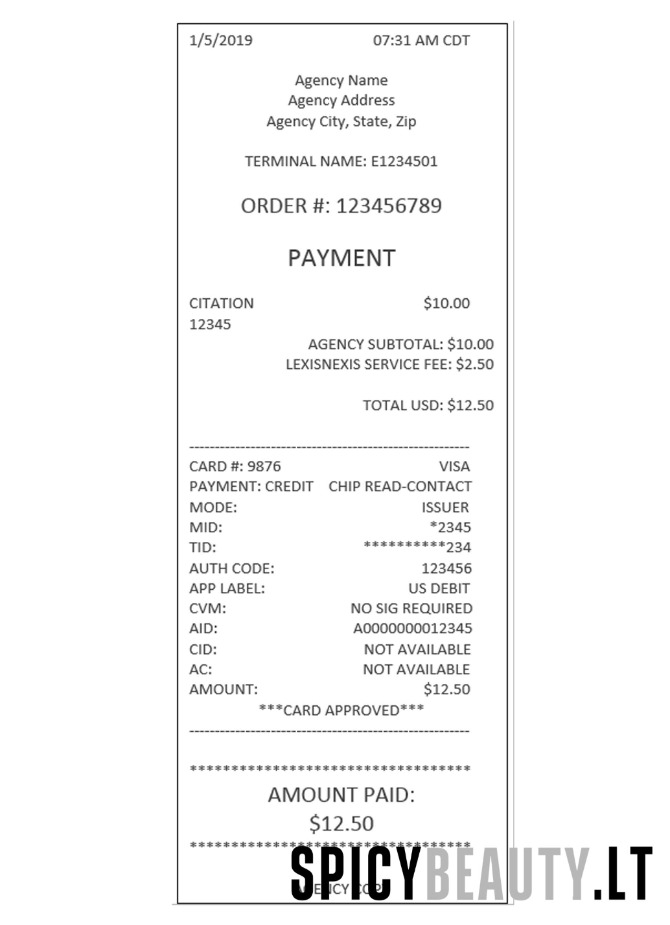 1/5/2019 07:31 AM CDT
Agency Name
Agency Address
Agency City, State, Zip
TERMINAL NAME: E1234501
ORDER #: 123456789
PAYMENT
CITATION $10.00
12345
AGENCY SUBTOTAL: $10.00
LEXISNEXIS SERVICE FEE: $2.50
TOTAL USD: $12.50
--------------------------------------------------------
CARD #: 9876 VISA
PAYMENT: CREDIT CHIP READ-CONTACT
MODE: ISSUER
MID: *2345
TID: **********234
AUTH CODE: 123456
APP LABEL: US DEBIT
CVM: NO SIG REQUIRED
AID: A0000000012345
CID: NOT AVAILABLE
AC: NOT AVAILABLE
AMOUNT: $12.50
***CARD APPROVED***
--------------------------------------------------------
**********************************
AMOUNT PAID:
$12.50
**********************************
SPICYBEAUTY.LT
AGENCY COPY